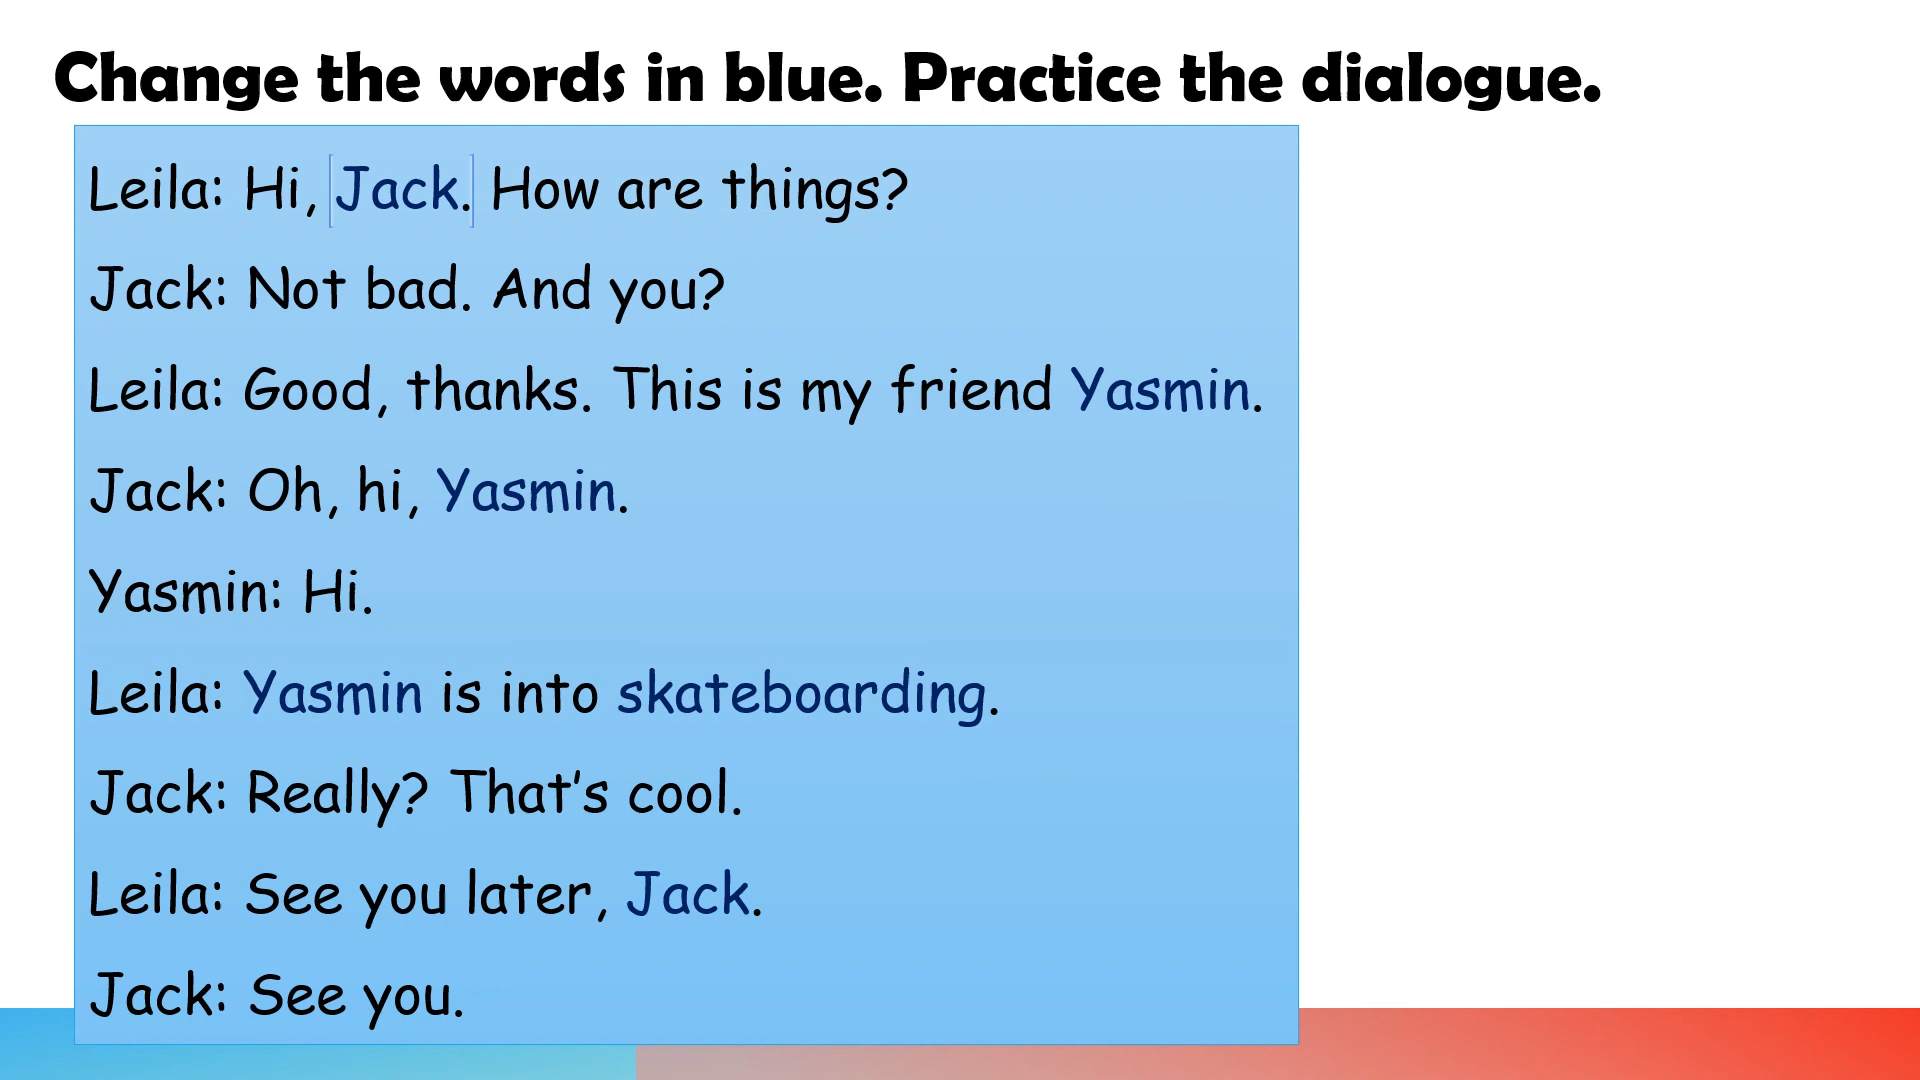 Change the words in blue. Practice the dialogue.
Leila: Hi, Jack. How are things?
Jack: Not bad. And you?
Leila: Good, thanks. This is my friend Yasmin.
Jack: Oh, hi, Yasmin.
Yasmin: Hi.
Leila: Yasmin is into skateboarding.
Jack: Really? That’s cool.
Leila: See you later, Jack.
Jack: See you.